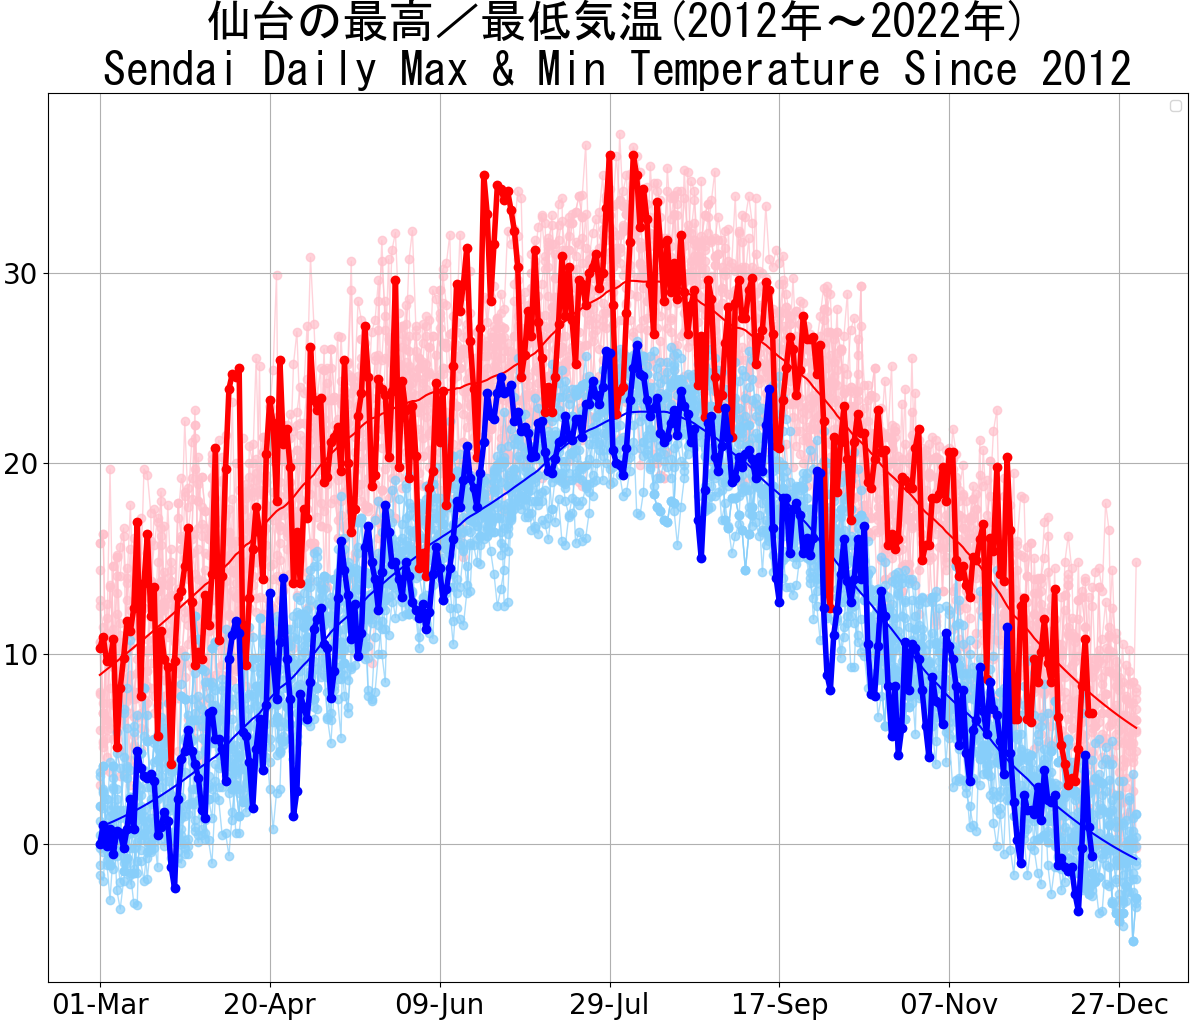 仙台の最高／最低気温(2012年～2022年)
Sendai Daily Max & Min Temperature Since 2012
30
20
10
0
01-Mar 20-Apr 09-Jun 29-Jul 17-Sep 07-Nov 27-Dec